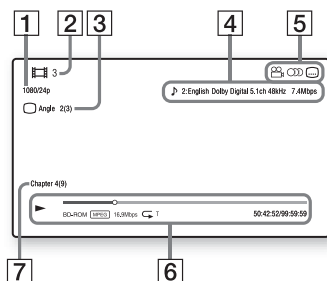 1 2 3 4 5
3
1080/24p
2:English Dolby Digital 5.1ch 48kHz 7.4Mbps
Angle 2(3)
Chapter 4(9)
BD-ROM MPEG 16.9Mbps T 50:42:52/99:59:59
7 6